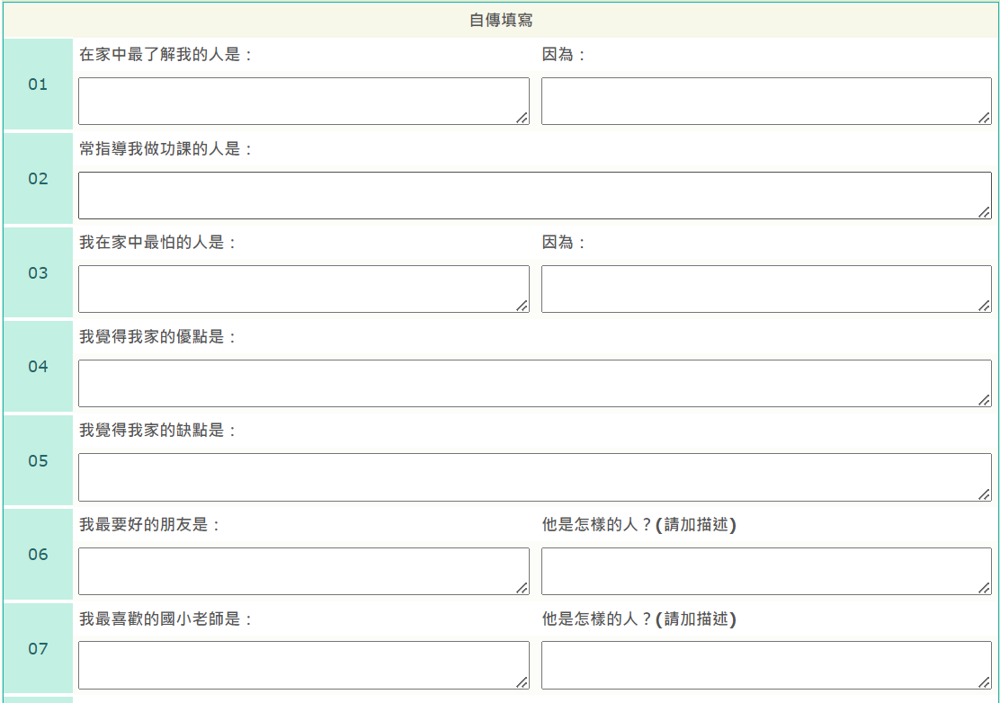 自傳填寫
01
在家中最了解我的人是：
因為：
02
常指導我做功課的人是：
03
我在家中最怕的人是：
因為：
04
我覺得我家的優點是：
05
我覺得我家的缺點是：
06
我最要好的朋友是：
他是怎樣的人？(請加描述)
07
我最喜歡的國小老師是：
他是怎樣的人？(請加描述)